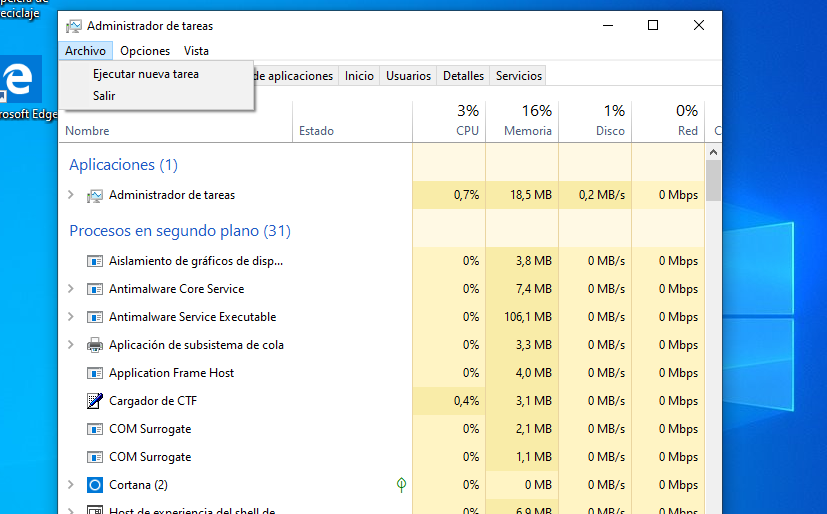 eciclaje
Administrador de tareas
Archivo Opciones Vista
Ejecutar nueva tarea
de aplicaciones Inicio Usuarios Detalles Servicios
Salir
rosoft Edge
3% 16% 1% 0%
Nombre Estado CPU Memoria Disco Red C
Aplicaciones (1)
Administrador de tareas 0,7% 18,5 MB 0,2 MB/s 0 Mbps
Procesos en segundo plano (31)
Aislamiento de gráficos de disp... 0% 3,8 MB 0 MB/s 0 Mbps
Antimalware Core Service 0% 7,4 MB 0 MB/s 0 Mbps
Antimalware Service Executable 0% 106,1 MB 0 MB/s 0 Mbps
Aplicación de subsistema de cola 0% 3,3 MB 0 MB/s 0 Mbps
Application Frame Host 0% 4,0 MB 0 MB/s 0 Mbps
Cargador de CTF 0,4% 3,1 MB 0 MB/s 0 Mbps
COM Surrogate 0% 2,1 MB 0 MB/s 0 Mbps
COM Surrogate 0% 1,1 MB 0 MB/s 0 Mbps
Cortana (2) 0% 0 MB 0 MB/s 0 Mbps
Host de experiencia del shell de 0% 6,9 MB 0 MB/s 0 Mbps